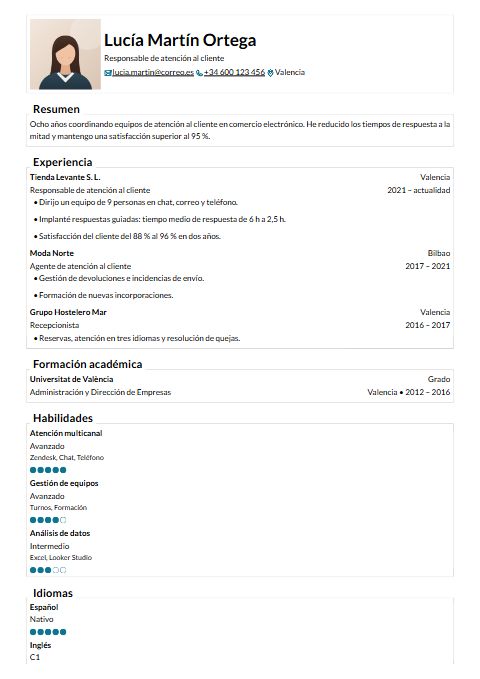 Lucía Martín Ortega
Responsable de atención al cliente
lucia.martin@correo.es +34 600 123 456 Valencia
Resumen
Ocho años coordinando equipos de atención al cliente en comercio electrónico. He reducido los tiempos de respuesta a la
mitad y mantengo una satisfacción superior al 95 %.
Experiencia
Tienda Levante S. L. Valencia
Responsable de atención al cliente 2021 – actualidad
• Dirijo un equipo de 9 personas en chat, correo y teléfono.
• Implanté respuestas guiadas: tiempo medio de respuesta de 6 h a 2,5 h.
• Satisfacción del cliente del 88 % al 96 % en dos años.
Moda Norte Bilbao
Agente de atención al cliente 2017 – 2021
• Gestión de devoluciones e incidencias de envío.
• Formación de nuevas incorporaciones.
Grupo Hostelero Mar Valencia
Recepcionista 2016 – 2017
• Reservas, atención en tres idiomas y resolución de quejas.
Formación académica
Universitat de València Grado
Administración y Dirección de Empresas Valencia • 2012 – 2016
Habilidades
Atención multicanal
Avanzado
Zendesk, Chat, Teléfono
Gestión de equipos
Avanzado
Turnos, Formación
Análisis de datos
Intermedio
Excel, Looker Studio
Idiomas
Español
Nativo
Inglés
C1